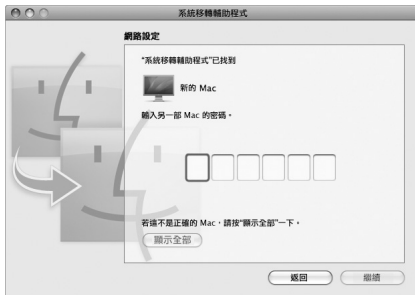 系統移轉輔助程式
網路設定
“系統移轉輔助程式”已找到
新的 Mac
輸入另一部 Mac 的密碼。
若這不是正確的 Mac，請按“顯示全部”一下。
顯示全部
返回
繼續